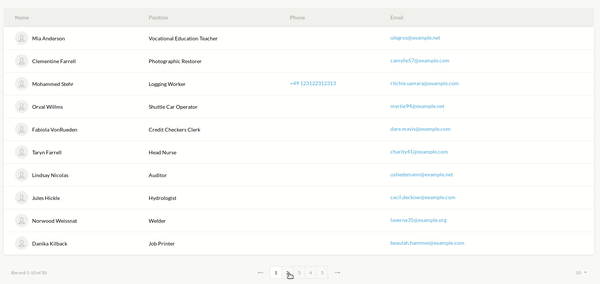 Name Position Phone Email
Mia Anderson Vocational Education Teacher ulegros@example.net
Clementine Farrell Photographic Restorer camylle57@example.com
Mohammed Stehr Logging Worker +49 123122312313 ritchie.samara@example.com
Orval Willms Shuttle Car Operator myrtie94@example.net
Fabiola VonRueden Credit Checkers Clerk dare.mavis@example.com
Taryn Farrell Head Nurse charity41@example.com
Lindsay Nicolas Auditor ustiedemann@example.net
Jules Hickle Hydrologist cecil.deckow@example.com
Norwood Weissnat Welder laverne35@example.org
Danika Kilback Job Printer beaulah.hammes@example.com
Record 1-10 of 50 1 3 4 5 10